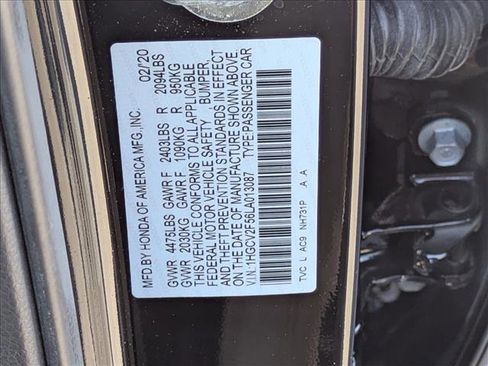 MFD.BY HONDA OF AMERICA MFG.,INC. 02/'20
GVWR 4475LBS GAWR F 2403LBS R 2094LBS
GVWR 2030KG GAWR F 1090KG R 950KG
THIS VEHICLE CONFORMS TO ALL APPLICABLE
FEDERAL MOTOR VEHICLE SAFETY, BUMPER,
AND THEFT PREVENTION STANDARDS IN EFFECT
ON THE DATE OF MANUFACTURE SHOWN ABOVE.
V.I.N:1HGCV2F56LA013087 TYPE:PASSENGER CAR
TVC L AC9 NH731P A A